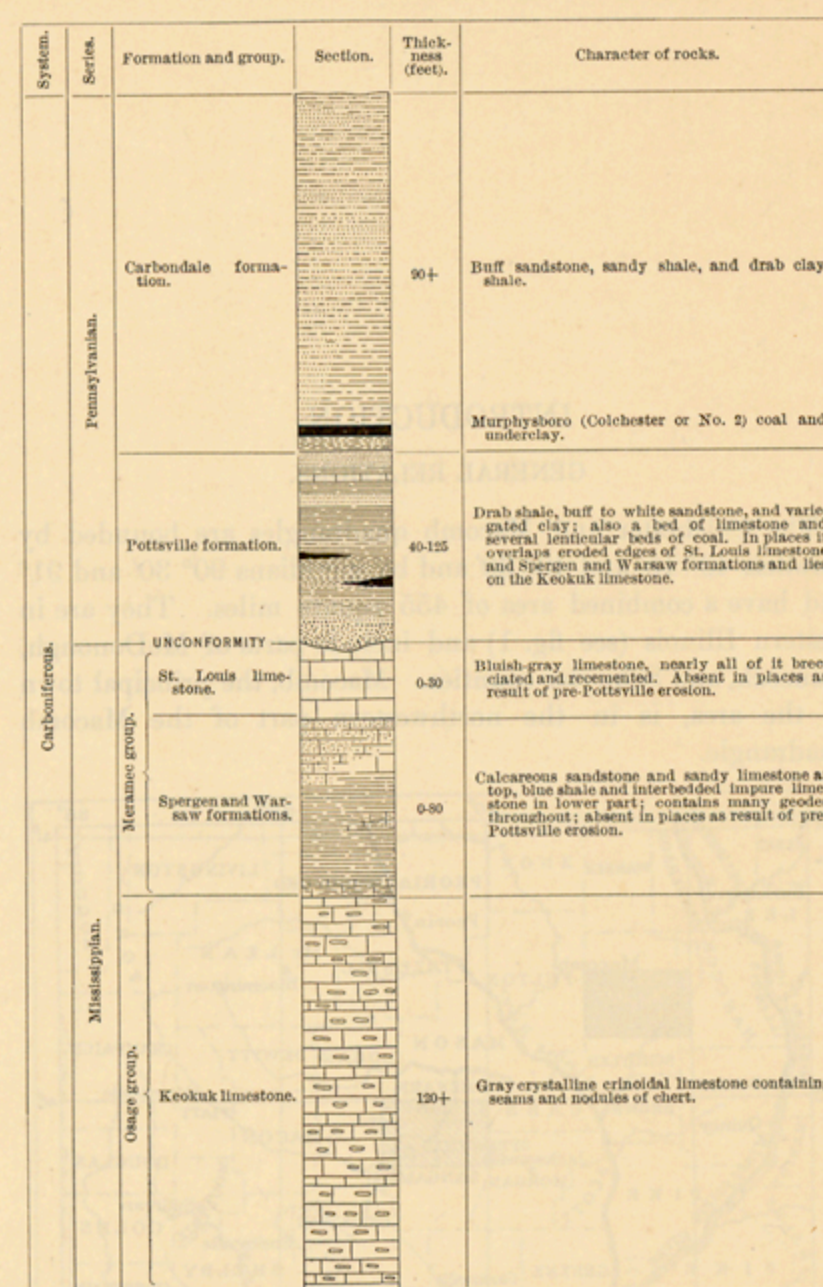 System.
Series.
Formation and group.
Section.
Thick-
ness
(feet).
Character of rocks.
Carboniferous.
Pennsylvanian.
Carbondale forma-
tion.
90+
Buff sandstone, sandy shale, and drab clay
shale.
Murphysboro (Colchester or No. 2) coal and
underclay.
Pottsville formation.
40-125
Drab shale, buff to white sandstone, and varie
gated clay; also a bed of limestone and
several lenticular beds of coal. In places i
overlaps eroded edges of St. Louis limestone
and Spergen and Warsaw formations and lies
on the Keokuk limestone.
UNCONFORMITY
Mississippian.
Meramec group.
St. Louis lime-
stone.
0-30
Bluish-gray limestone, nearly all of it brec
ciated and recemented. Absent in places a
result of pre-Pottsville erosion.
Spergen and War-
saw formations.
0-80
Calcareous sandstone and sandy limestone a
top, blue shale and interbedded impure lime
stone in lower part; contains many geode
throughout; absent in places as result of pre
Pottsville erosion.
Osage group.
Keokuk limestone.
120+
Gray crystalline crinoidal limestone containin
seams and nodules of chert.